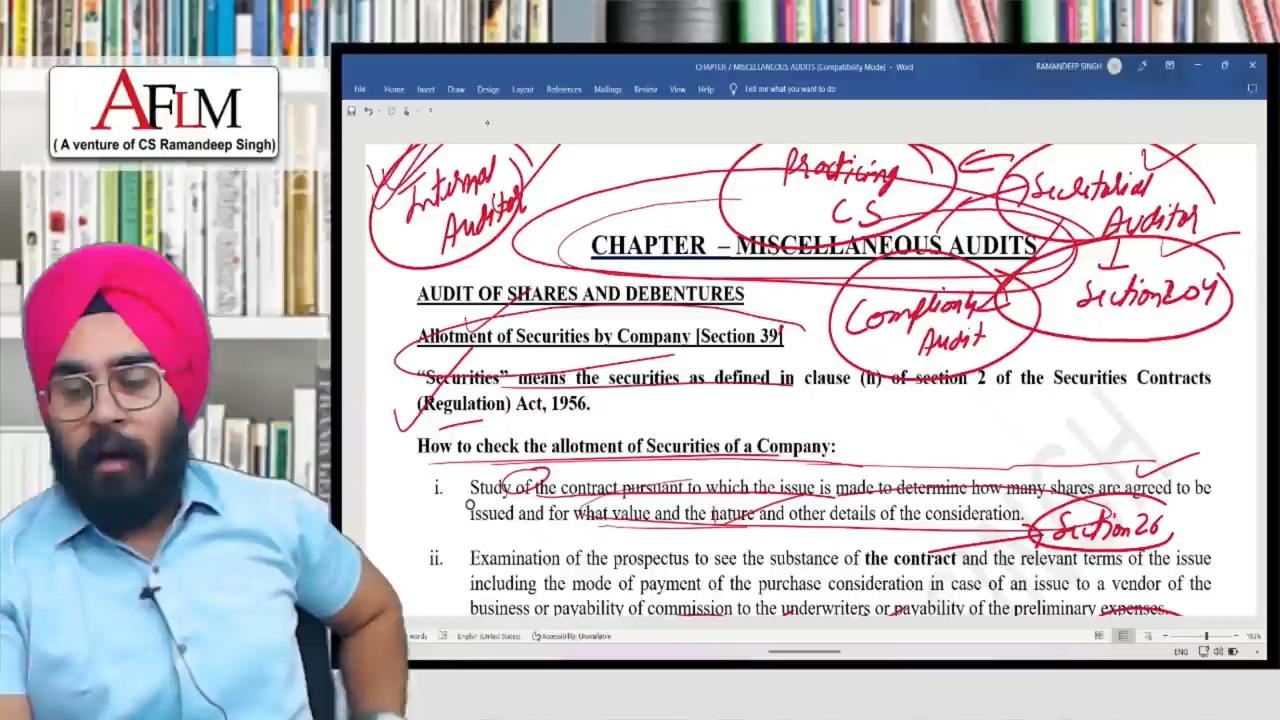 AFLM
( A venture of CS Ramandeep Singh)
CHAPTER 7 MISCELLANEOUS AUDITS [Compatibility Mode] - Word
RAMANDEEP SINGH
File Home Insert Draw Design Layout References Mailings Review View Help Tell me what you want to do
Internal
Auditor
Practicing
CS
Secretarial
Auditor
Section 204
CHAPTER – MISCELLANEOUS AUDITS
Compliance
Audit
AUDIT OF SHARES AND DEBENTURES
Allotment of Securities by Company [Section 39]
“Securities” means the securities as defined in clause (h) of section 2 of the Securities Contracts
(Regulation) Act, 1956.
How to check the allotment of Securities of a Company:
i. Study of the contract pursuant to which the issue is made to determine how many shares are agreed to be
issued and for what value and the nature and other details of the consideration.
Section 26
ii. Examination of the prospectus to see the substance of the contract and the relevant terms of the issue
including the mode of payment of the purchase consideration in case of an issue to a vendor of the
business or payability of commission to the underwriters or payability of the preliminary expenses.
words English (United States) Accessibility: Unavailable
ENG